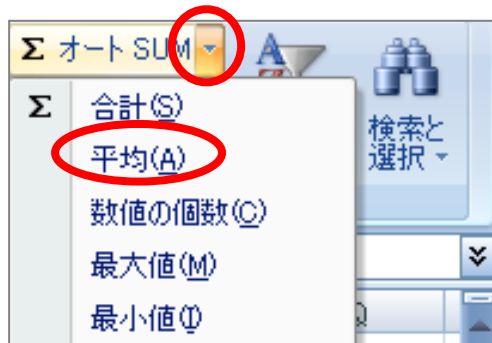 Σ オート SUM
Σ 合計(S)
平均(A)
数値の個数(C)
最大値(M)
最小値(I)
検索と
選択